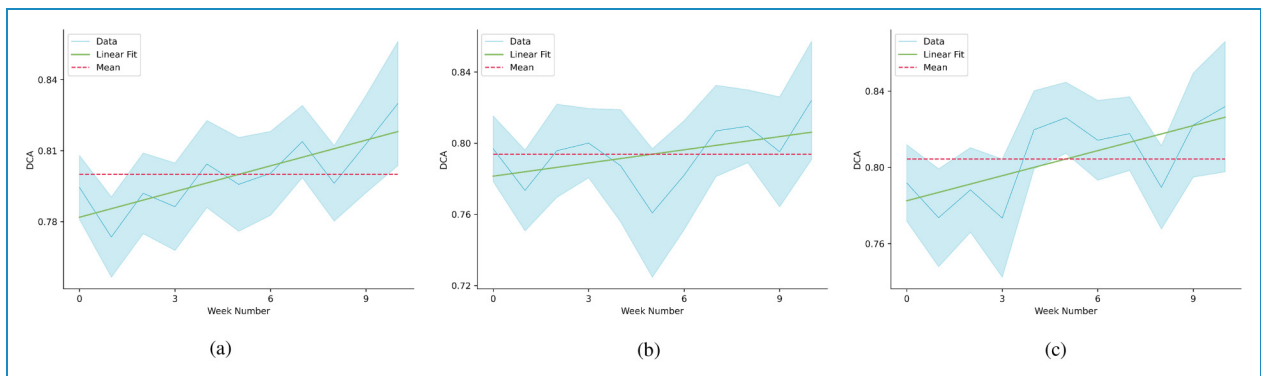 Data
Linear Fit
Mean
0.84
0.81
0.78
DCA
0
3
6
9
Week Number
(a)
Data
Linear Fit
Mean
0.84
0.80
0.76
0.72
DCA
0
3
6
9
Week Number
(b)
Data
Linear Fit
Mean
0.84
0.80
0.76
DCA
0
3
6
9
Week Number
(c)